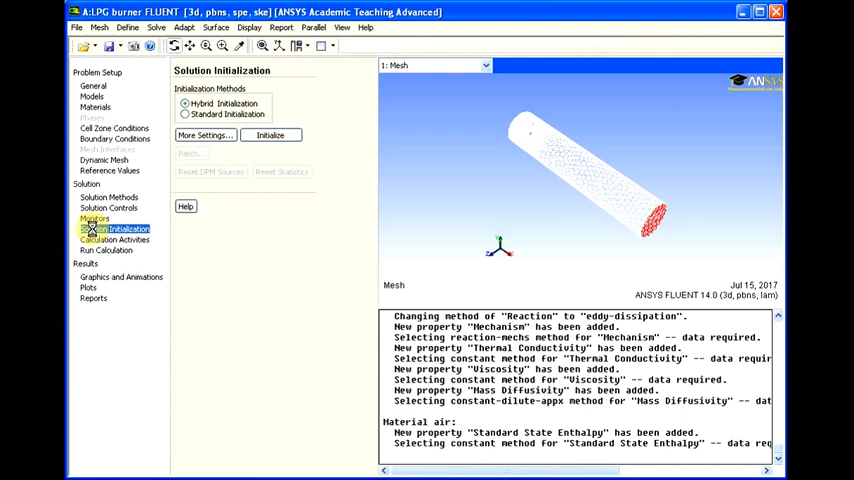 A:LPG burner FLUENT [3d, pbns, spe, ske] [ANSYS Academic Teaching Advanced]
File Mesh Define Solve Adapt Surface Display Report Parallel View Help
Problem Setup
General
Models
Materials
Phases
Cell Zone Conditions
Boundary Conditions
Mesh Interfaces
Dynamic Mesh
Reference Values
Solution
Solution Methods
Solution Controls
Monitors
Solution Initialization
Calculation Activities
Run Calculation
Results
Graphics and Animations
Plots
Reports
Solution Initialization
Initialization Methods
Hybrid Initialization
Standard Initialization
More Settings... Initialize
Patch...
Reset DPM Sources Reset Statistics
Help
1: Mesh
Mesh
Jul 15, 2017
ANSYS FLUENT 14.0 (3d, pbns, lam)
Changing method of "Reaction" to "eddy-dissipation".
New property "Mechanism" has been added.
Selecting reaction-mechs method for "Mechanism" -- data required.
New property "Thermal Conductivity" has been added.
Selecting constant method for "Thermal Conductivity" -- data requir
New property "Viscosity" has been added.
Selecting constant method for "Viscosity" -- data required.
New property "Mass Diffusivity" has been added.
Selecting constant-dilute-appx method for "Mass Diffusivity" -- dat
Material air:
New property "Standard State Enthalpy" has been added.
Selecting constant method for "Standard State Enthalpy" -- data req